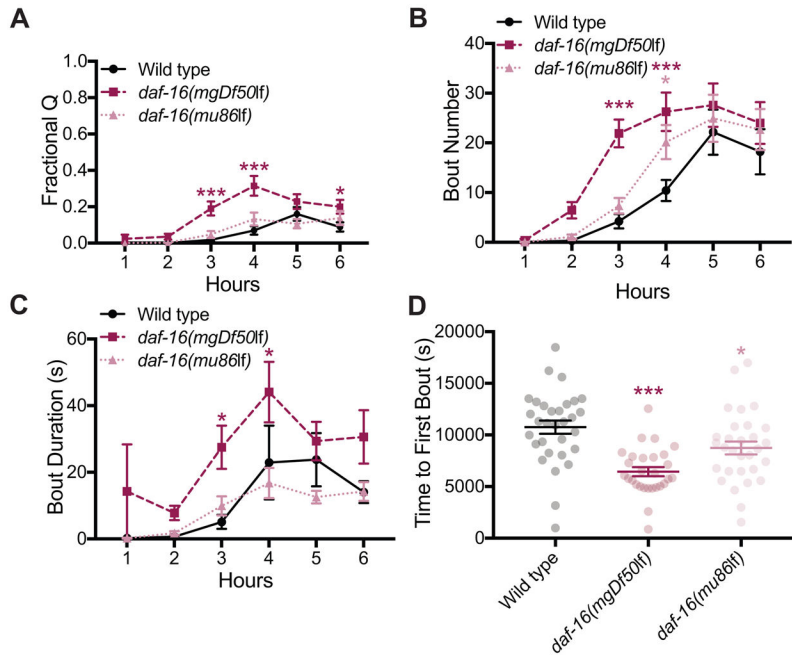 A
Wild type
daf-16(mgDf50lf)
daf-16(mu86lf)
Fractional Q
1.0
0.8
0.6
0.4
0.2
0.0
*** *** *
1 2 3 4 5 6
Hours
B
Wild type
daf-16(mgDf50lf)
daf-16(mu86lf)
Bout Number
40
30
20
10
0
***
*** *
1 2 3 4 5 6
Hours
C
Wild type
daf-16(mgDf50lf)
daf-16(mu86lf)
Bout Duration (s)
60
40
20
0
* *
1 2 3 4 5 6
Hours
D
Time to First Bout (s)
20000
15000
10000
5000
0
*** *
Wild type
daf-16(mgDf50lf)
daf-16(mu86lf)